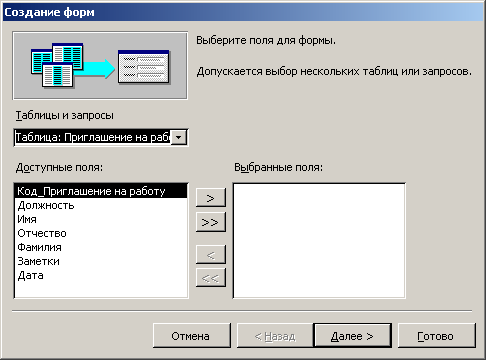 Создание форм
Выберите поля для формы.
Допускается выбор нескольких таблиц или запросов.
Таблицы и запросы
Таблица: Приглашение на рабо
Доступные поля:
Выбранные поля:
Код_Приглашение на работу
Должность
Имя
Отчество
Фамилия
Заметки
Дата
>
>>
<
<<
Отмена
< Назад
Далее >
Готово